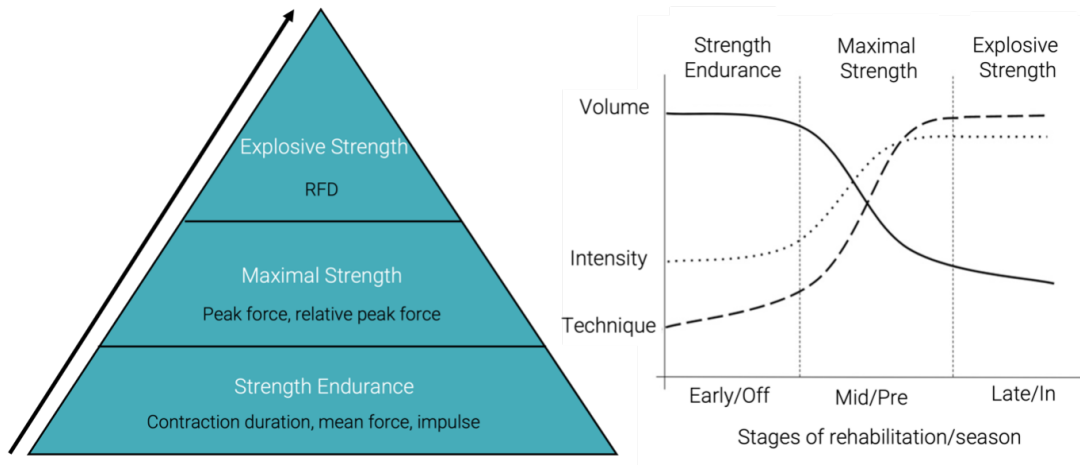 Explosive Strength
RFD
Maximal Strength
Peak force, relative peak force
Strength Endurance
Contraction duration, mean force, impulse
Strength
Endurance
Maximal
Strength
Explosive
Strength
Volume
Intensity
Technique
Early/Off
Mid/Pre
Late/In
Stages of rehabilitation/season